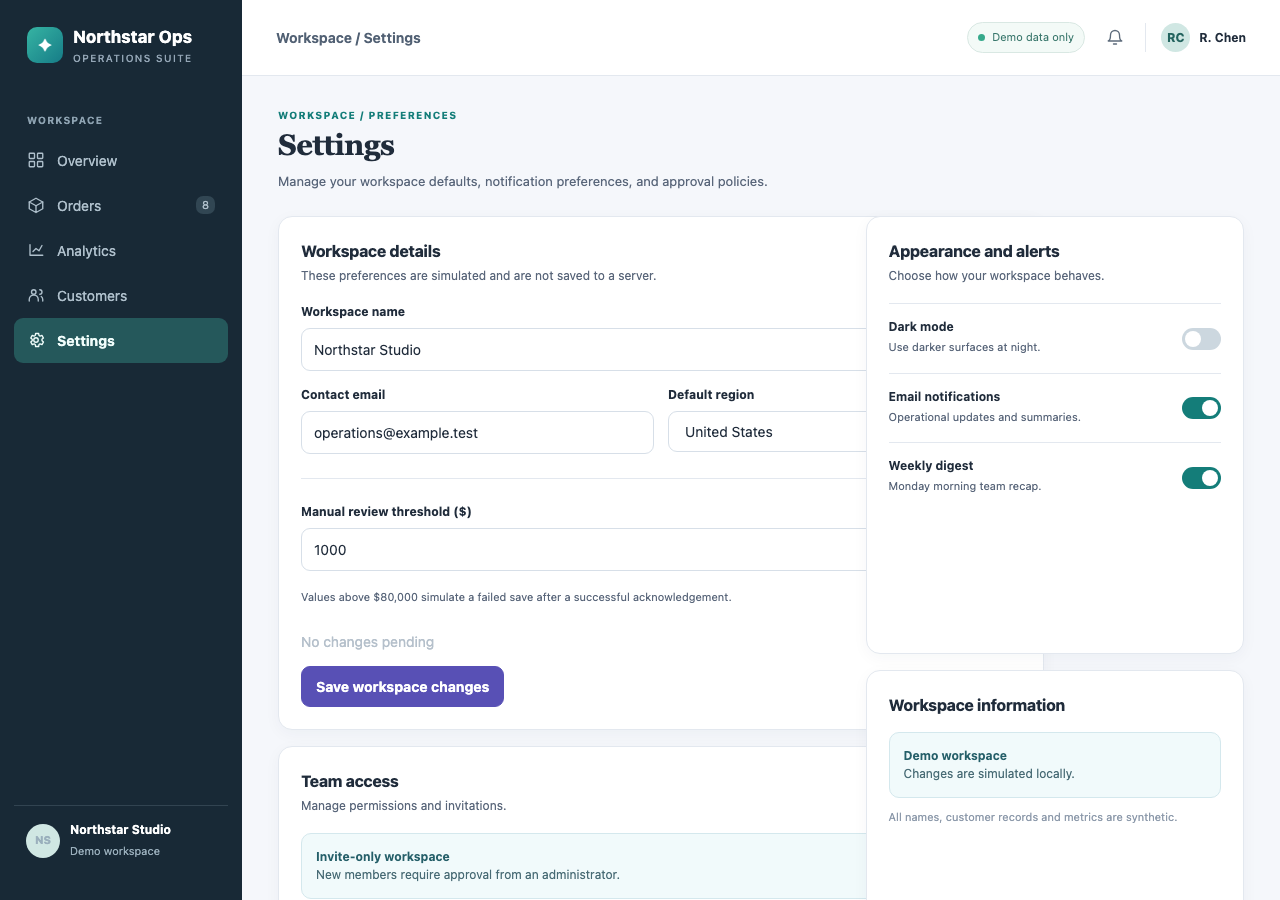 Northstar Ops
OPERATIONS SUITE
WORKSPACE
Overview
Orders
8
Analytics
Customers
Settings
NS
Northstar Studio
Demo workspace
Workspace / Settings
Demo data only
RC
R. Chen
WORKSPACE / PREFERENCES
Settings
Manage your workspace defaults, notification preferences, and approval policies.
Workspace details
These preferences are simulated and are not saved to a server.
Workspace name
Northstar Studio
Contact email
operations@example.test
Default region
United States
Manual review threshold ($)
1000
Values above $80,000 simulate a failed save after a successful acknowledgement.
No changes pending
Save workspace changes
Team access
Manage permissions and invitations.
Invite-only workspace
New members require approval from an administrator.
Appearance and alerts
Choose how your workspace behaves.
Dark mode
Use darker surfaces at night.
Email notifications
Operational updates and summaries.
Weekly digest
Monday morning team recap.
Workspace information
Demo workspace
Changes are simulated locally.
All names, customer records and metrics are synthetic.